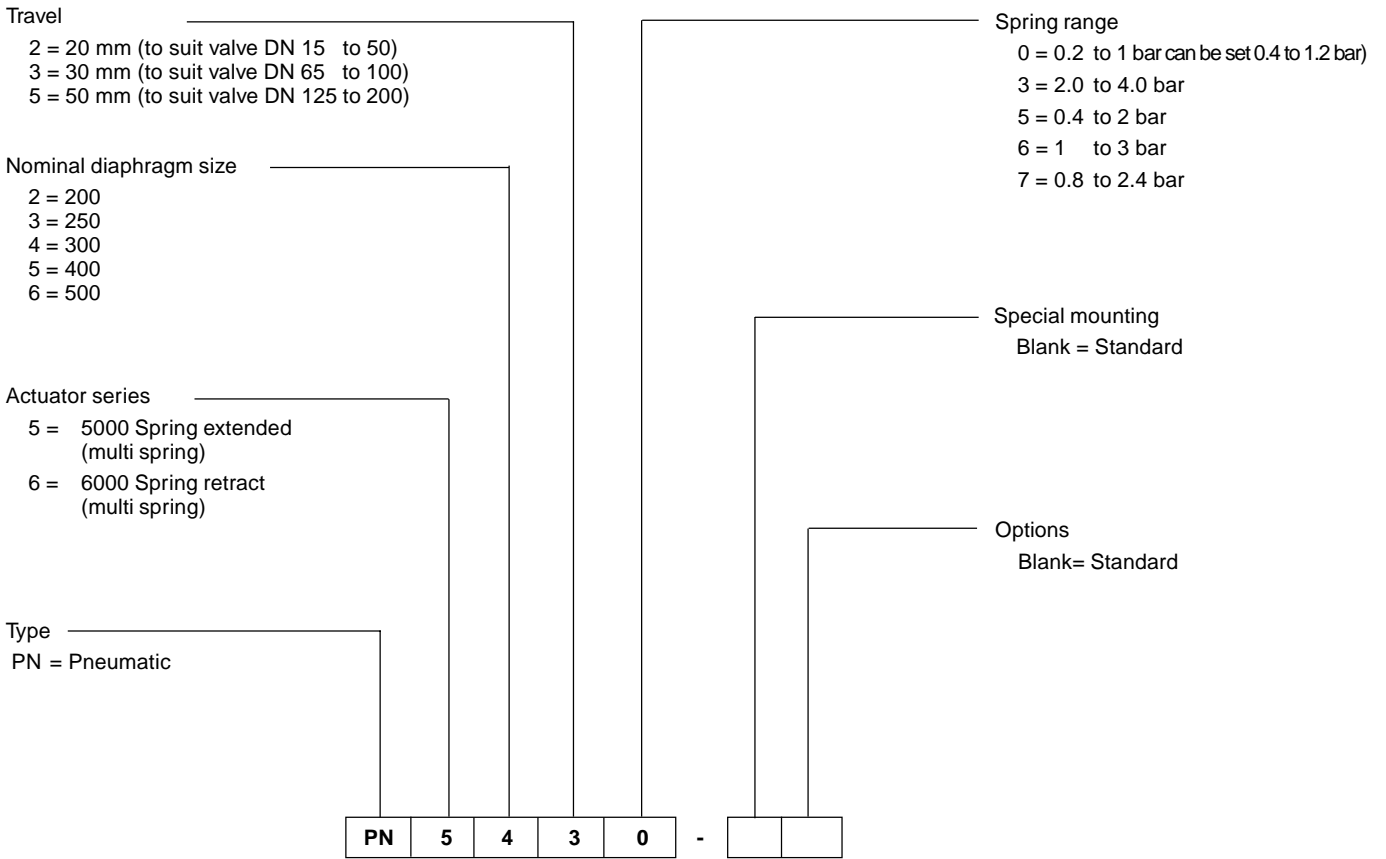 Travel
2 = 20 mm (to suit valve DN 15 to 50)
3 = 30 mm (to suit valve DN 65 to 100)
5 = 50 mm (to suit valve DN 125 to 200)
Nominal diaphragm size
2 = 200
3 = 250
4 = 300
5 = 400
6 = 500
Actuator series
5 = 5000 Spring extended
(multi spring)
6 = 6000 Spring retract
(multi spring)
Type
PN = Pneumatic
Spring range
0 = 0.2 to 1 bar can be set 0.4 to 1.2 bar)
3 = 2.0 to 4.0 bar
5 = 0.4 to 2 bar
6 = 1 to 3 bar
7 = 0.8 to 2.4 bar
Special mounting
Blank = Standard
Options
Blank= Standard
PN 5 4 3 0 -